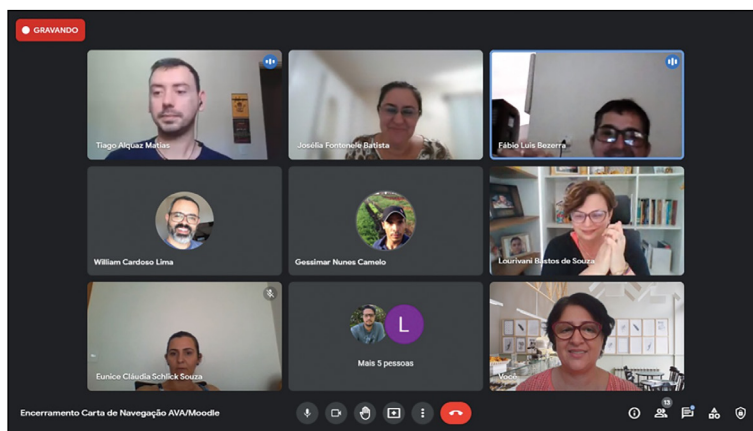 GRAVANDO
Tiago Alquaz Matias
Josélia Fontenele Batista
Fábio Luis Bezerra
William Cardoso Lima
Gessimar Nunes Camelo
Lourivani Bastos de Souza
Eunice Cláudia Schlick Souza
L
Mais 5 pessoas
Você
Encerramento Carta de Navegação AVA/Moodle
13